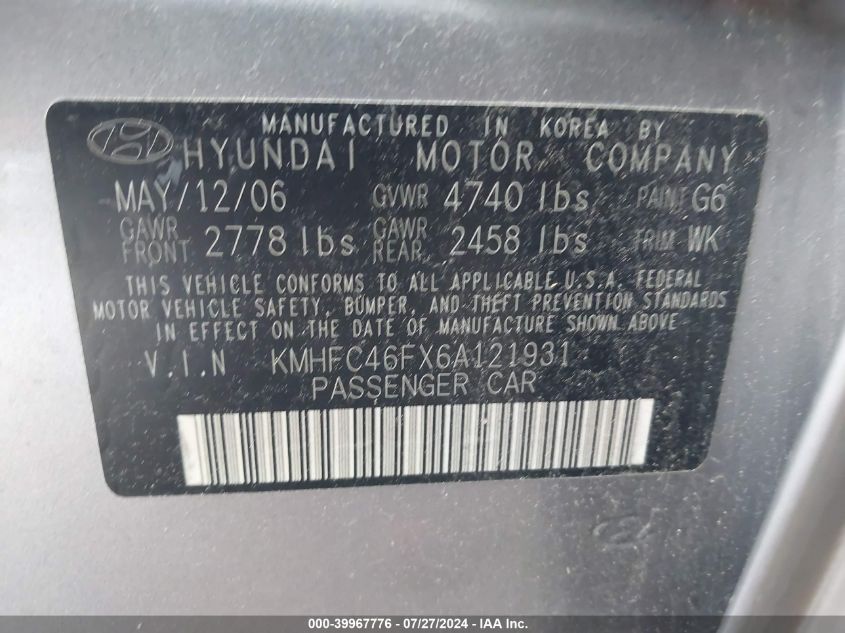 MANUFACTURED IN KOREA BY
HYUNDAI MOTOR COMPANY
MAY/12/06 GVWR 4740 lbs PAINT G6
GAWR FRONT 2778 lbs GAWR REAR 2458 lbs TRIM WK
THIS VEHICLE CONFORMS TO ALL APPLICABLE U.S.A. FEDERAL
MOTOR VEHICLE SAFETY, BUMPER, AND THEFT PREVENTION STANDARDS
IN EFFECT ON THE DATE OF MANUFACTURE SHOWN ABOVE
V.I.N KMHFC46FX6A121931
PASSENGER CAR
000-39967776 | 07/27/2024 - IAA Inc.